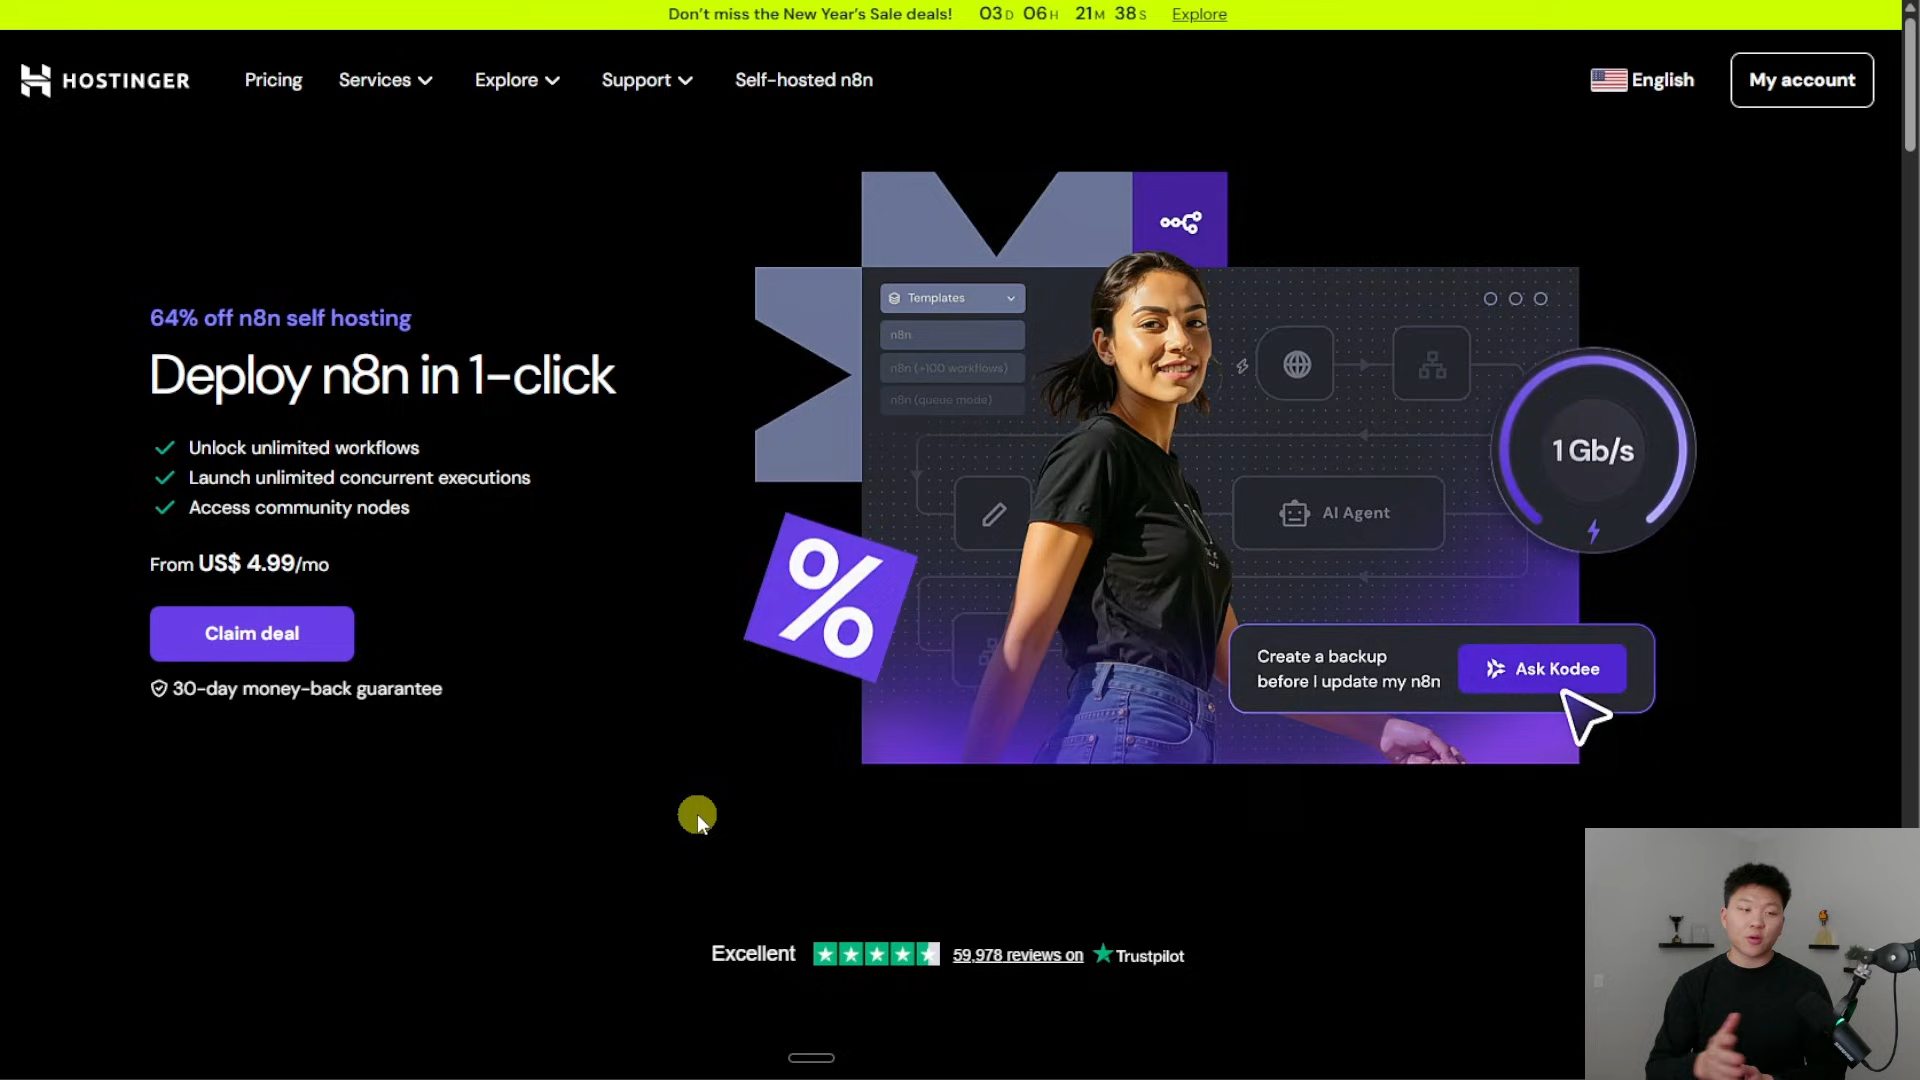 Don't miss the New Year's Sale deals! 03 D 06 H 21 M 38 S Explore
HOSTINGER Pricing Services Explore Support Self-hosted n8n English My account
64% off n8n self hosting
Deploy n8n in 1-click
Unlock unlimited workflows
Launch unlimited concurrent executions
Access community nodes
From US$ 4.99/mo
Claim deal
30-day money-back guarantee
Templates
n8n
n8n (+100 workflows)
n8n (queue mode)
1 Gb/s
AI Agent
%
Create a backup
before I update my n8n
Ask Kodee
Excellent 59,978 reviews on Trustpilot